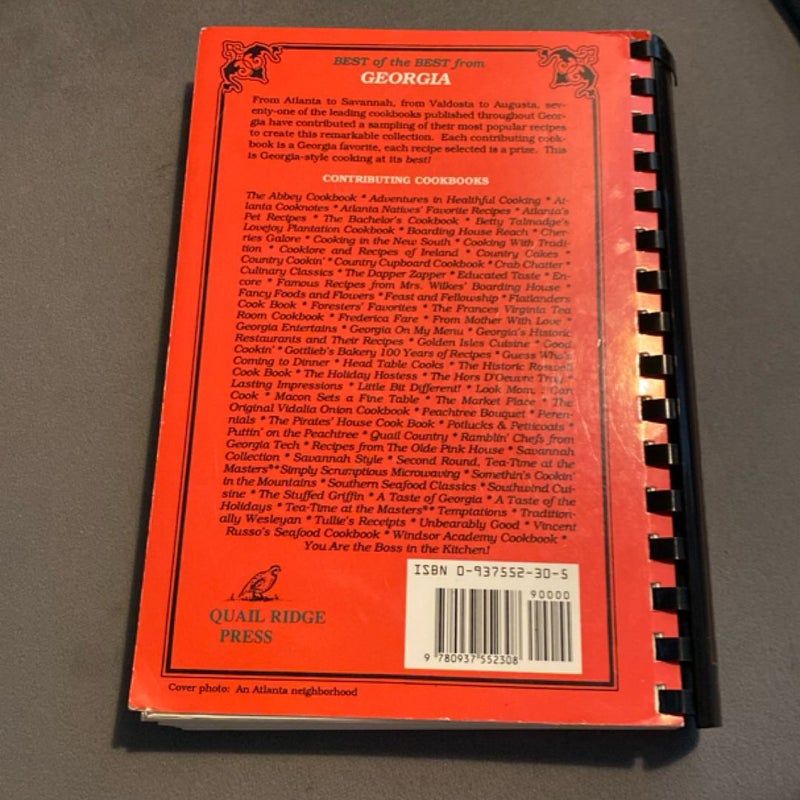 BEST of the BEST from
GEORGIA
From Atlanta to Savannah, from Valdosta to Augusta, sev-
enty-one of the leading cookbooks published throughout Geor-
gia have contributed a sampling of their most popular recipes
to create this remarkable collection. Each contributing cook-
book is a Georgia favorite, each recipe selected is a prize. This
is Georgia-style cooking at its best!
CONTRIBUTING COOKBOOKS
The Abbey Cookbook * Adventures in Healthful Cooking * At-
lanta Cooknotes * Atlanta Natives' Favorite Recipes * Atlanta's
Pet Recipes * The Bachelor's Cookbook * Betty Talmadge's
Lovejoy Plantation Cookbook * Boarding House Reach * Cher-
ries Galore * Cooking in the New South * Cooking With Tradi-
tion * Cooklore and Recipes of Ireland * Country Cakes *
Country Cookin' * Country Cupboard Cookbook * Crab Chatter *
Culinary Classics * The Dapper Zapper * Educated Taste * En-
core * Famous Recipes from Mrs. Wilkes' Boarding House *
Fancy Foods and Flowers * Feast and Fellowship * Flatlanders
Cook Book * Foresters' Favorites * The Frances Virginia Tea
Room Cookbook * Frederica Fare * From Mother With Love *
Georgia Entertains * Georgia On My Menu * Georgia's Historic
Restaurants and Their Recipes * Golden Isles Cuisine * Good
Cookin' * Gottlieb's Bakery 100 Years of Recipes * Guess Who's
Coming to Dinner * Head Table Cooks * The Historic Roswell
Cook Book * The Holiday Hostess * The Hors D'Oeuvre Tray *
Lasting Impressions * Little Bit Different! * Look Mom, I Can
Cook * Macon Sets a Fine Table * The Market Place * The
Original Vidalia Onion Cookbook * Peachtree Bouquet * Peren-
nials * The Pirates' House Cook Book * Potlucks & Petticoats *
Puttin' on the Peachtree * Quail Country * Ramblin' Chefs from
Georgia Tech * Recipes from The Olde Pink House * Savannah
Collection * Savannah Style * Second Round, Tea-Time at the
Masters** Simply Scrumptious Microwaving * Somethin's Cookin'
in the Mountains * Southern Seafood Classics * Southwind Cui-
sine * The Stuffed Griffin * A Taste of Georgia * A Taste of the
Holidays * Tea-Time at the Masters** Temptations * Tradition-
ally Wesleyan * Tullie's Receipts * Unbearably Good * Vincent
Russo's Seafood Cookbook * Windsor Academy Cookbook *
You Are the Boss in the Kitchen!
ISBN 0-937552-30-5
90000
9 780937 552308
QUAIL RIDGE
PRESS
Cover photo: An Atlanta neighborhood